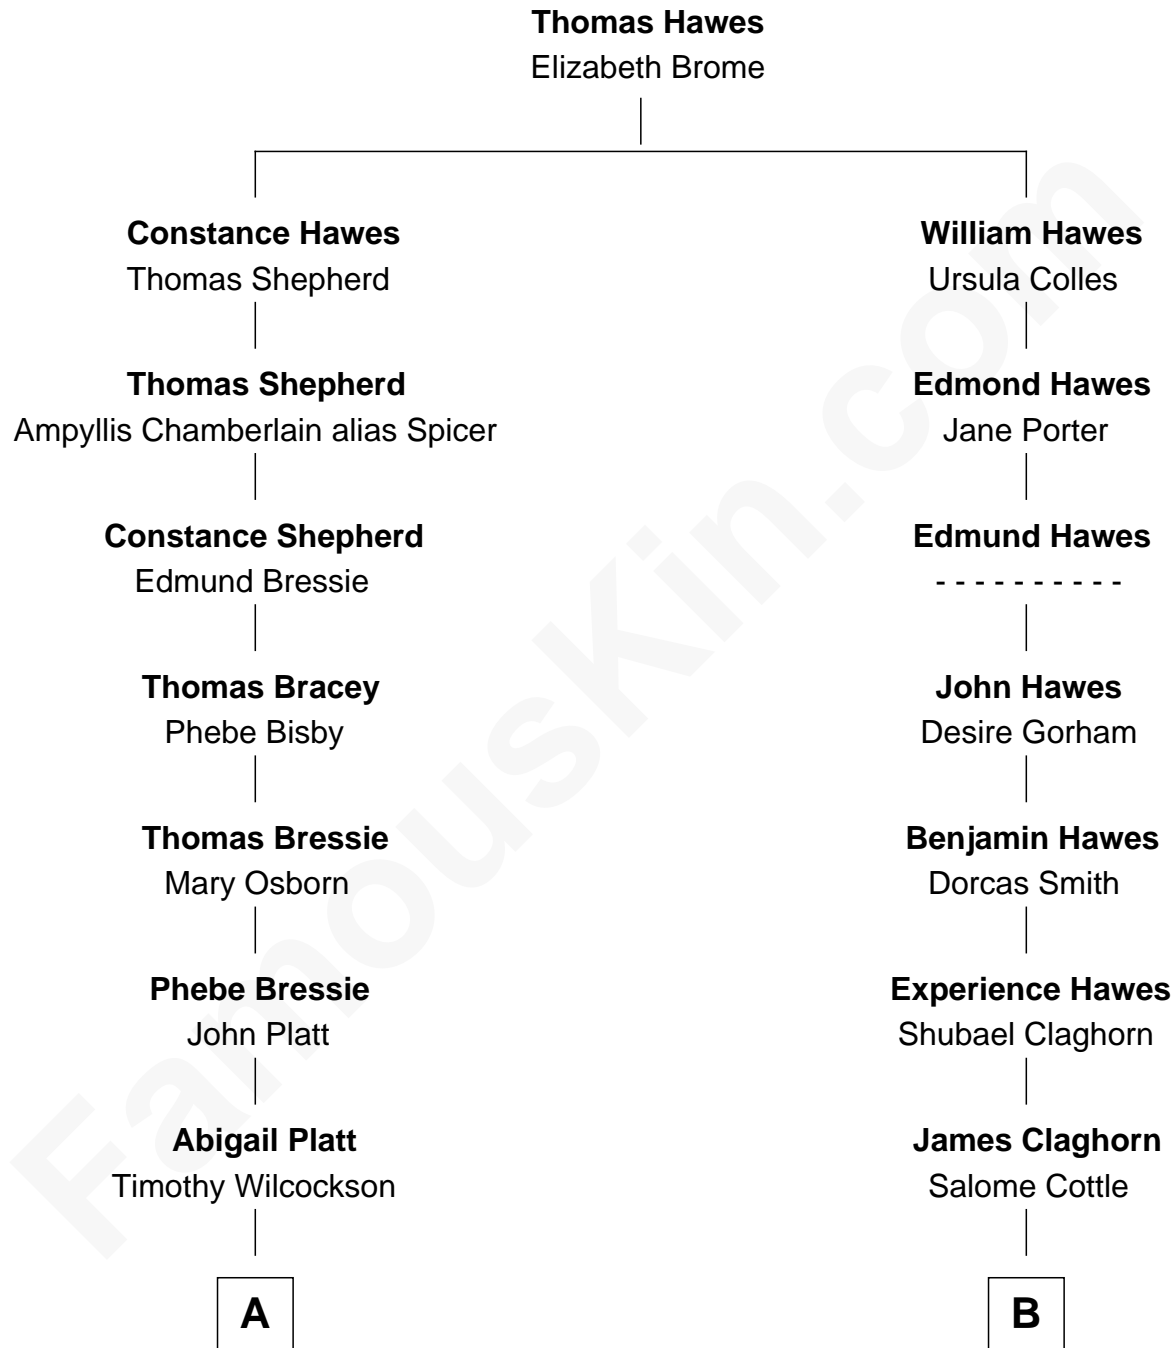 Thomas Hawes
Elizabeth Brome
Constance Hawes
Thomas Shepherd
William Hawes
Ursula Colles
Thomas Shepherd
Ampyllis Chamberlain alias Spicer
Edmond Hawes
Jane Porter
Constance Shepherd
Edmund Bressie
Edmund Hawes
- - - - - - - - - -
Thomas Bracey
Phebe Bisby
John Hawes
Desire Gorham
Thomas Bressie
Mary Osborn
Benjamin Hawes
Dorcas Smith
Phebe Bressie
John Platt
Experience Hawes
Shubael Claghorn
Abigail Platt
Timothy Wilcockson
James Claghorn
Salome Cottle
A
B
FamousKin.com